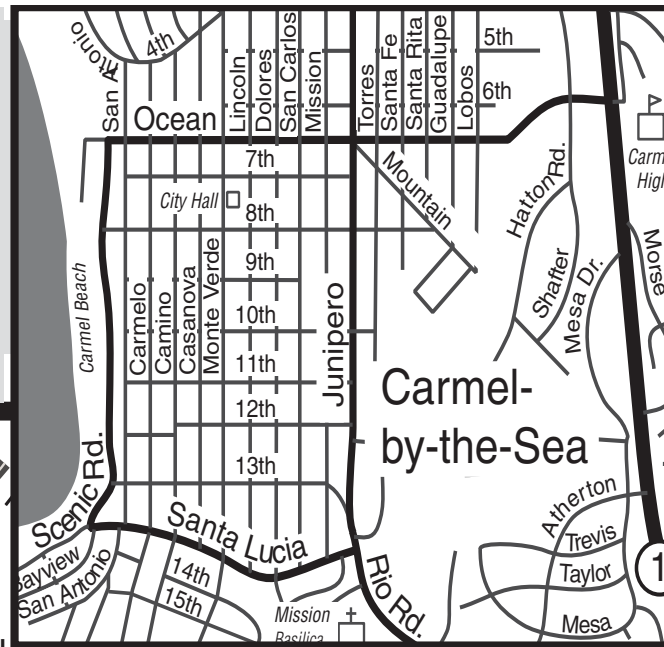 San Antonio
4th
Ocean
Lincoln
Dolores
San Carlos
Mission
Torres
Santa Fe
Santa Rita
Guadalupe
Lobos
5th
6th
7th
City Hall
8th
Mountain
Hatton Rd.
Carm
High
Carmel Beach
9th
10th
11th
12th
13th
Carmelo
Camino
Casanova
Monte Verde
Junipero
Shafter
Mesa Dr.
Morse
Carmel-
by-the-Sea
Scenic Rd.
Santa Lucia
Bayview
San Antonio
14th
15th
Mission
Basilica
Rio Rd.
Atherton
Trevis
Taylor
Mesa
1